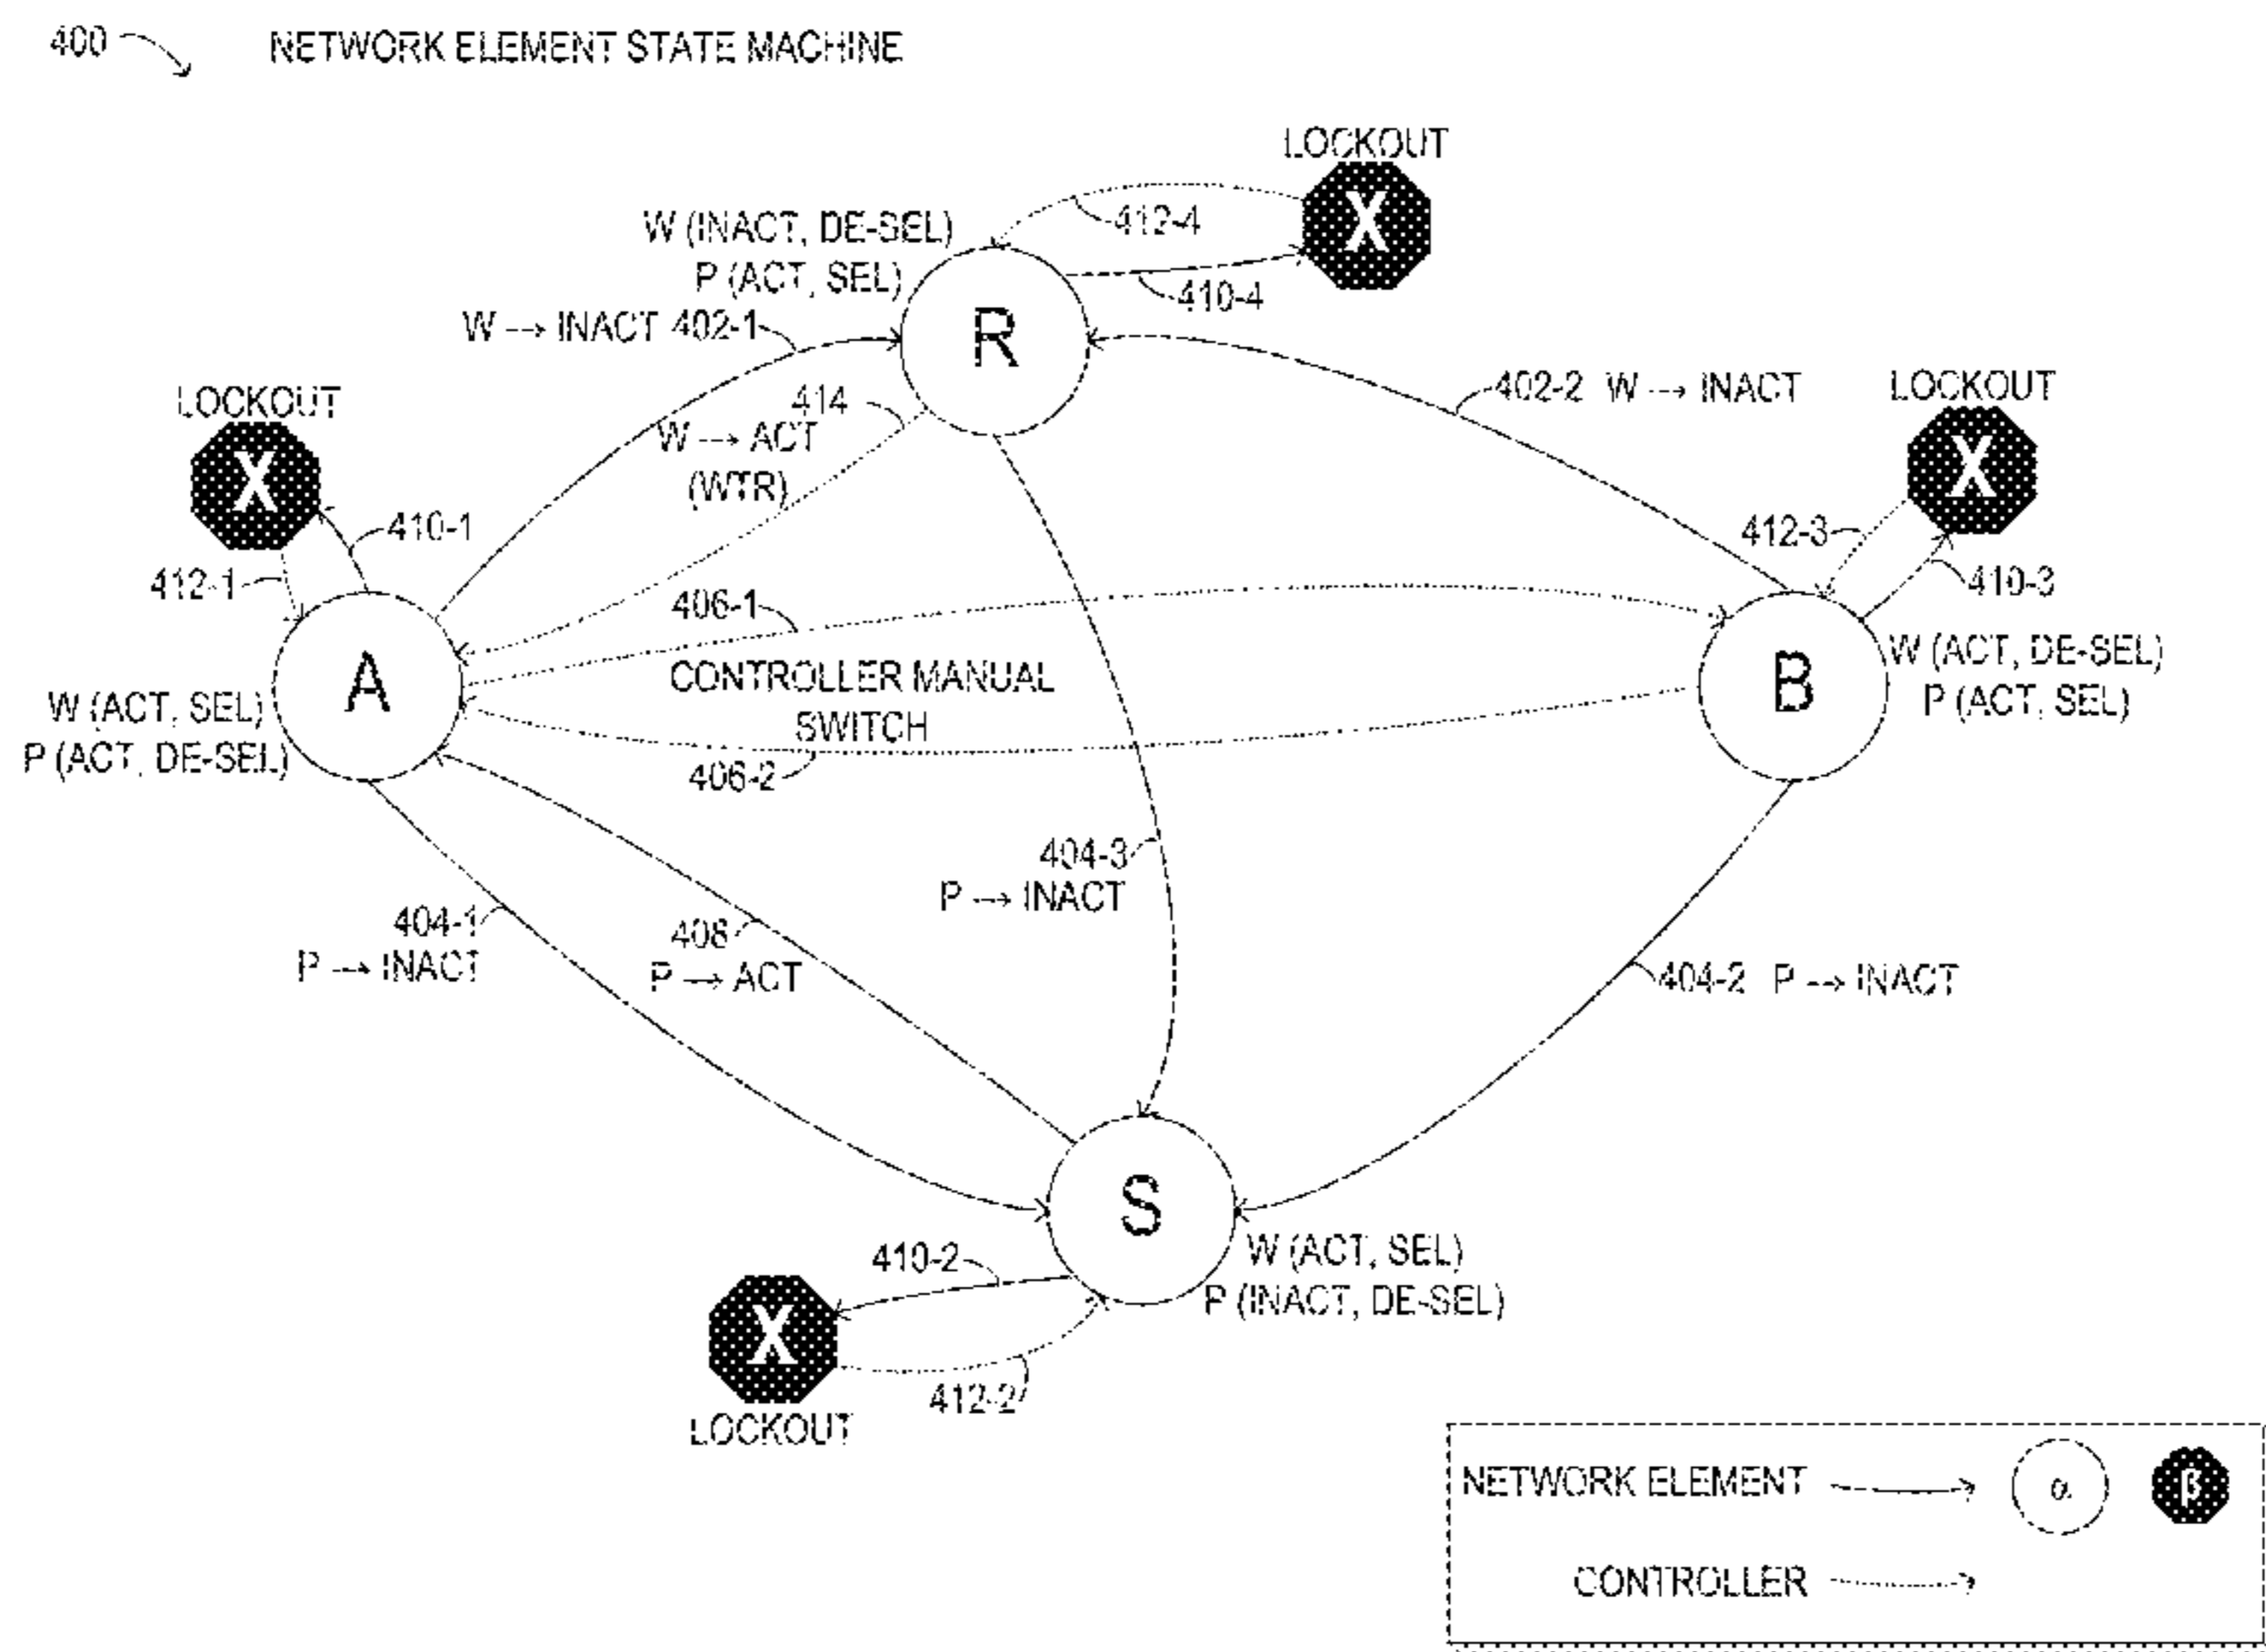 400 NETWORK ELEMENT STATE MACHINE
LOCKOUT
X
412-4
W (INACT, DE-SEL)
P (ACT, SEL)
410-4
R
W → INACT 402-1
402-2 W → INACT
414
W → ACT
(WTR)
LOCKOUT
X
410-1
412-1
LOCKOUT
X
412-3
410-3
406-1
CONTROLLER MANUAL
SWITCH
406-2
A
W (ACT, SEL)
P (ACT, DE-SEL)
B
W (ACT, DE-SEL)
P (ACT, SEL)
404-3
P → INACT
404-1
P → INACT
408
P → ACT
404-2 P → INACT
S
W (ACT, SEL)
P (INACT, DE-SEL)
410-2
X
412-2
LOCKOUT
NETWORK ELEMENT → α β
CONTROLLER →